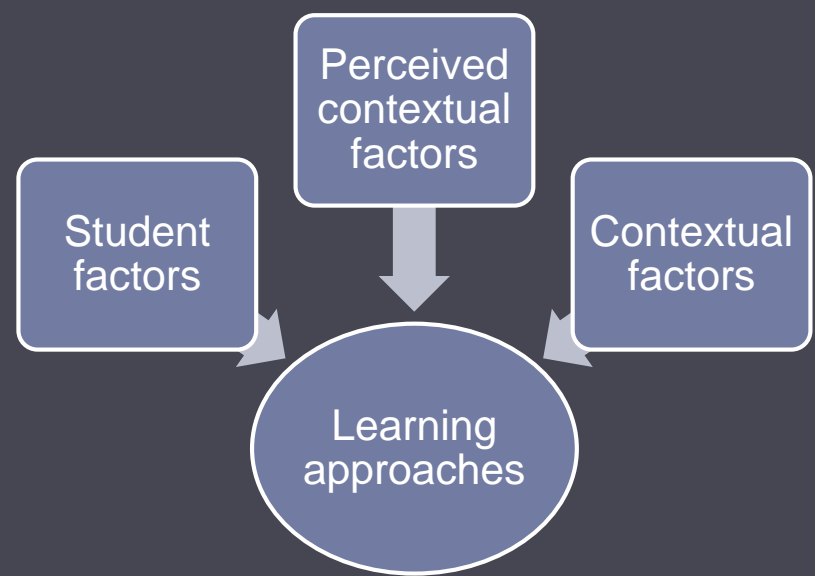 Perceived
contextual
factors
Student
factors
Contextual
factors
Learning
approaches